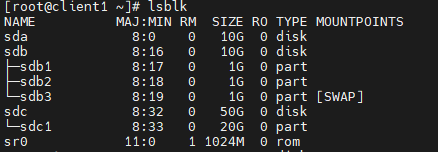 [root@client1 ~]# lsblk
NAME MAJ:MIN RM SIZE RO TYPE MOUNTPOINTS
sda 8:0 0 10G 0 disk
sdb 8:16 0 10G 0 disk
├─sdb1 8:17 0 1G 0 part
├─sdb2 8:18 0 1G 0 part
└─sdb3 8:19 0 1G 0 part [SWAP]
sdc 8:32 0 50G 0 disk
└─sdc1 8:33 0 20G 0 part
sr0 11:0 1 1024M 0 rom